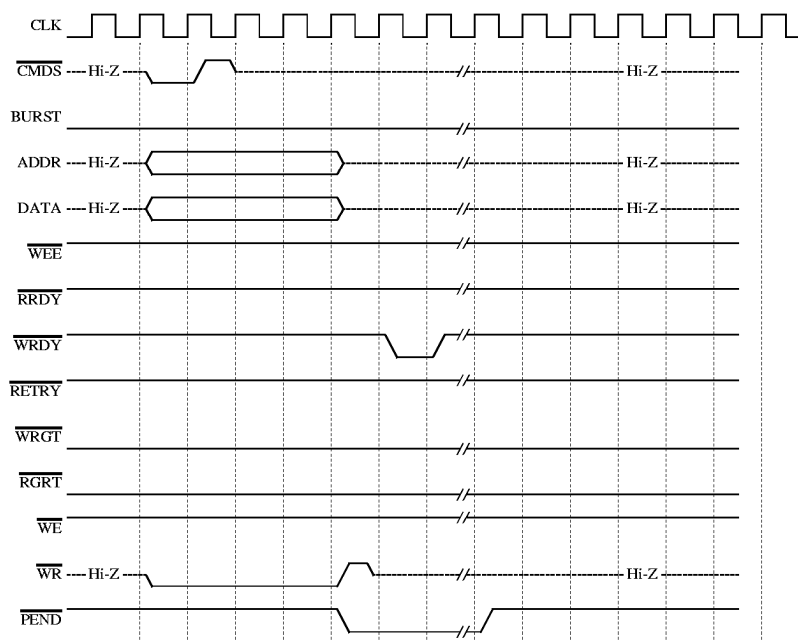 CLK
CMDS Hi-Z Hi-Z
BURST
ADDR Hi-Z Hi-Z
DATA Hi-Z Hi-Z
WEE
RRDY
WRDY
RETRY
WRGT
RGRT
WE
WR Hi-Z Hi-Z
PEND